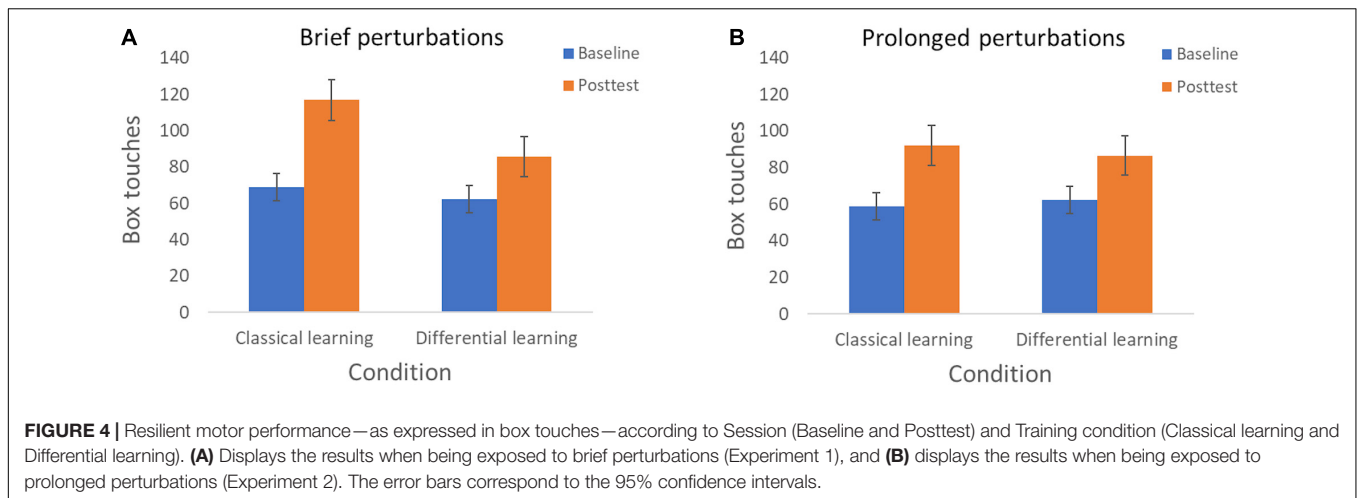 A
Brief perturbations
Baseline
Posttest
140
120
100
80
60
40
20
0
Box touches
Classical learning
Differential learning
Condition
B
Prolonged perturbations
Baseline
Posttest
140
120
100
80
60
40
20
0
Box touches
Classical learning
Differential learning
Condition
FIGURE 4 | Resilient motor performance—as expressed in box touches—according to Session (Baseline and Posttest) and Training condition (Classical learning and
Differential learning). (A) Displays the results when being exposed to brief perturbations (Experiment 1), and (B) displays the results when being exposed to
prolonged perturbations (Experiment 2). The error bars correspond to the 95% confidence intervals.